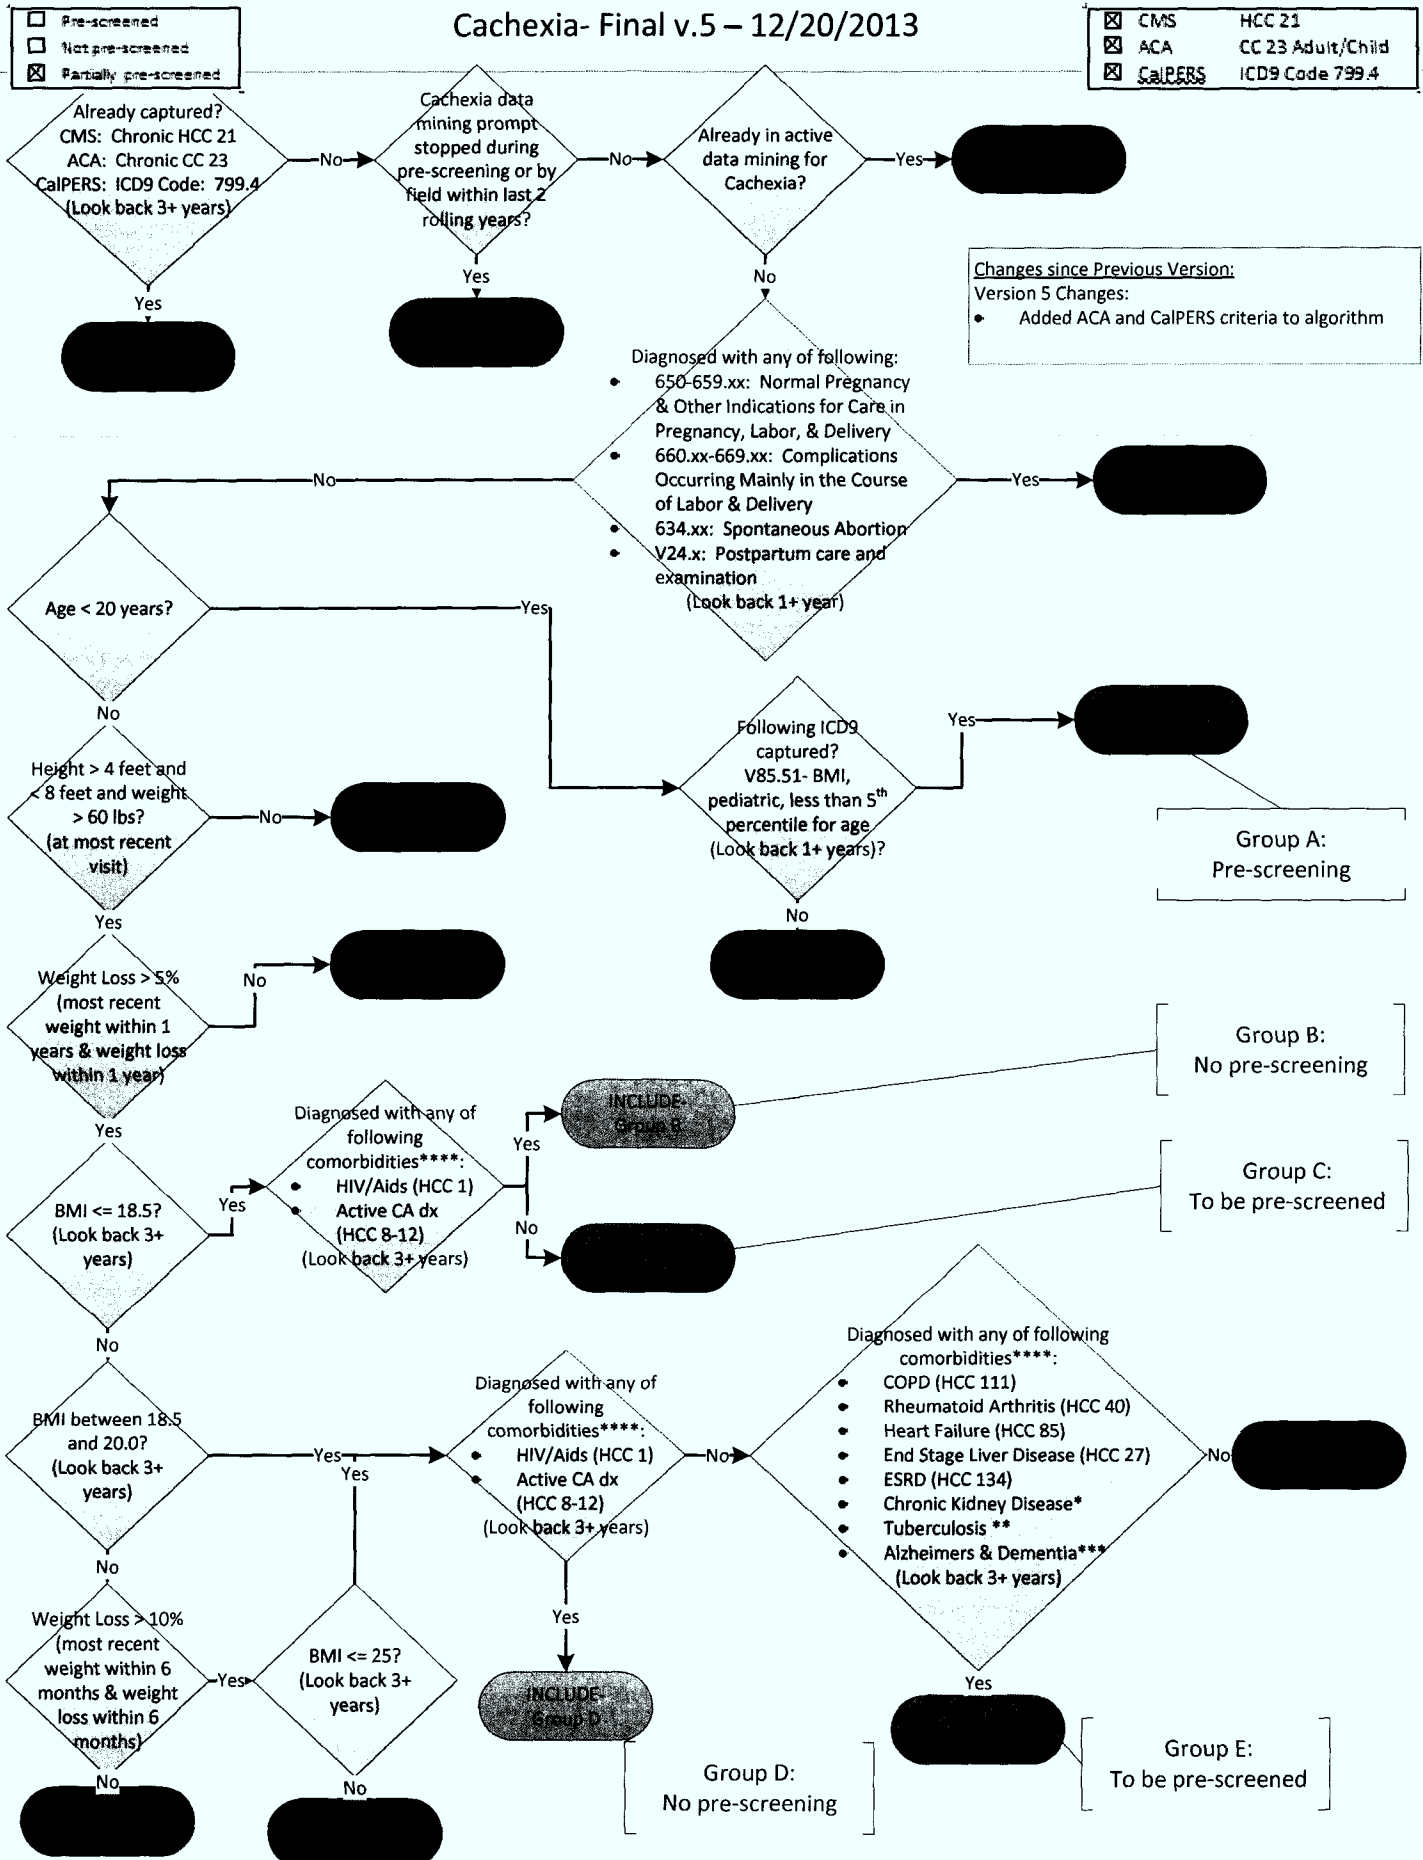 Cachexia- Final v.5 – 12/20/2013
Pre-screened
Not pre-screened
Partially pre-screened
CMS HCC 21
ACA CC 23 Adult/Child
CalPERS ICD9 Code 799.4
Already captured?
CMS: Chronic HCC 21
ACA: Chronic CC 23
CalPERS: ICD9 Code: 799.4
(Look back 3+ years)
No
Yes
Cachexia data
mining prompt
stopped during
pre-screening or by
field within last 2
rolling years?
No
Yes
Already in active
data mining for
Cachexia?
Yes
No
Changes since Previous Version:
Version 5 Changes:
• Added ACA and CalPERS criteria to algorithm
Diagnosed with any of following:
• 650-659.xx: Normal Pregnancy
& Other Indications for Care in
Pregnancy, Labor, & Delivery
• 660.xx-669.xx: Complications
Occurring Mainly in the Course
of Labor & Delivery
• 634.xx: Spontaneous Abortion
• V24.x: Postpartum care and
examination
(Look back 1+ year)
No
Yes
Age < 20 years?
Yes
No
Following ICD9
captured?
V85.51- BMI,
pediatric, less than 5th
percentile for age
(Look back 1+ years)?
Yes
No
Group A:
Pre-screening
Height > 4 feet and
< 8 feet and weight
> 60 lbs?
(at most recent
visit)
No
Yes
Weight Loss > 5%
(most recent
weight within 1
years & weight loss
within 1 year)
No
Yes
Group B:
No pre-screening
BMI <= 18.5?
(Look back 3+
years)
Yes
No
Diagnosed with any of
following
comorbidities****:
• HIV/Aids (HCC 1)
• Active CA dx
(HCC 8-12)
(Look back 3+ years)
Yes
No
INCLUDE-
Group B
Group C:
To be pre-screened
BMI between 18.5
and 20.0?
(Look back 3+
years)
Yes
Yes
No
Diagnosed with any of
following
comorbidities****:
• HIV/Aids (HCC 1)
• Active CA dx
(HCC 8-12)
(Look back 3+ years)
No
Yes
INCLUDE-
Group D
Group D:
No pre-screening
Diagnosed with any of following
comorbidities****:
• COPD (HCC 111)
• Rheumatoid Arthritis (HCC 40)
• Heart Failure (HCC 85)
• End Stage Liver Disease (HCC 27)
• ESRD (HCC 134)
• Chronic Kidney Disease*
• Tuberculosis **
• Alzheimers & Dementia***
(Look back 3+ years)
No
Yes
Group E:
To be pre-screened
Weight Loss > 10%
(most recent
weight within 6
months & weight
loss within 6
months)
Yes
No
BMI <= 25?
(Look back 3+
years)
No